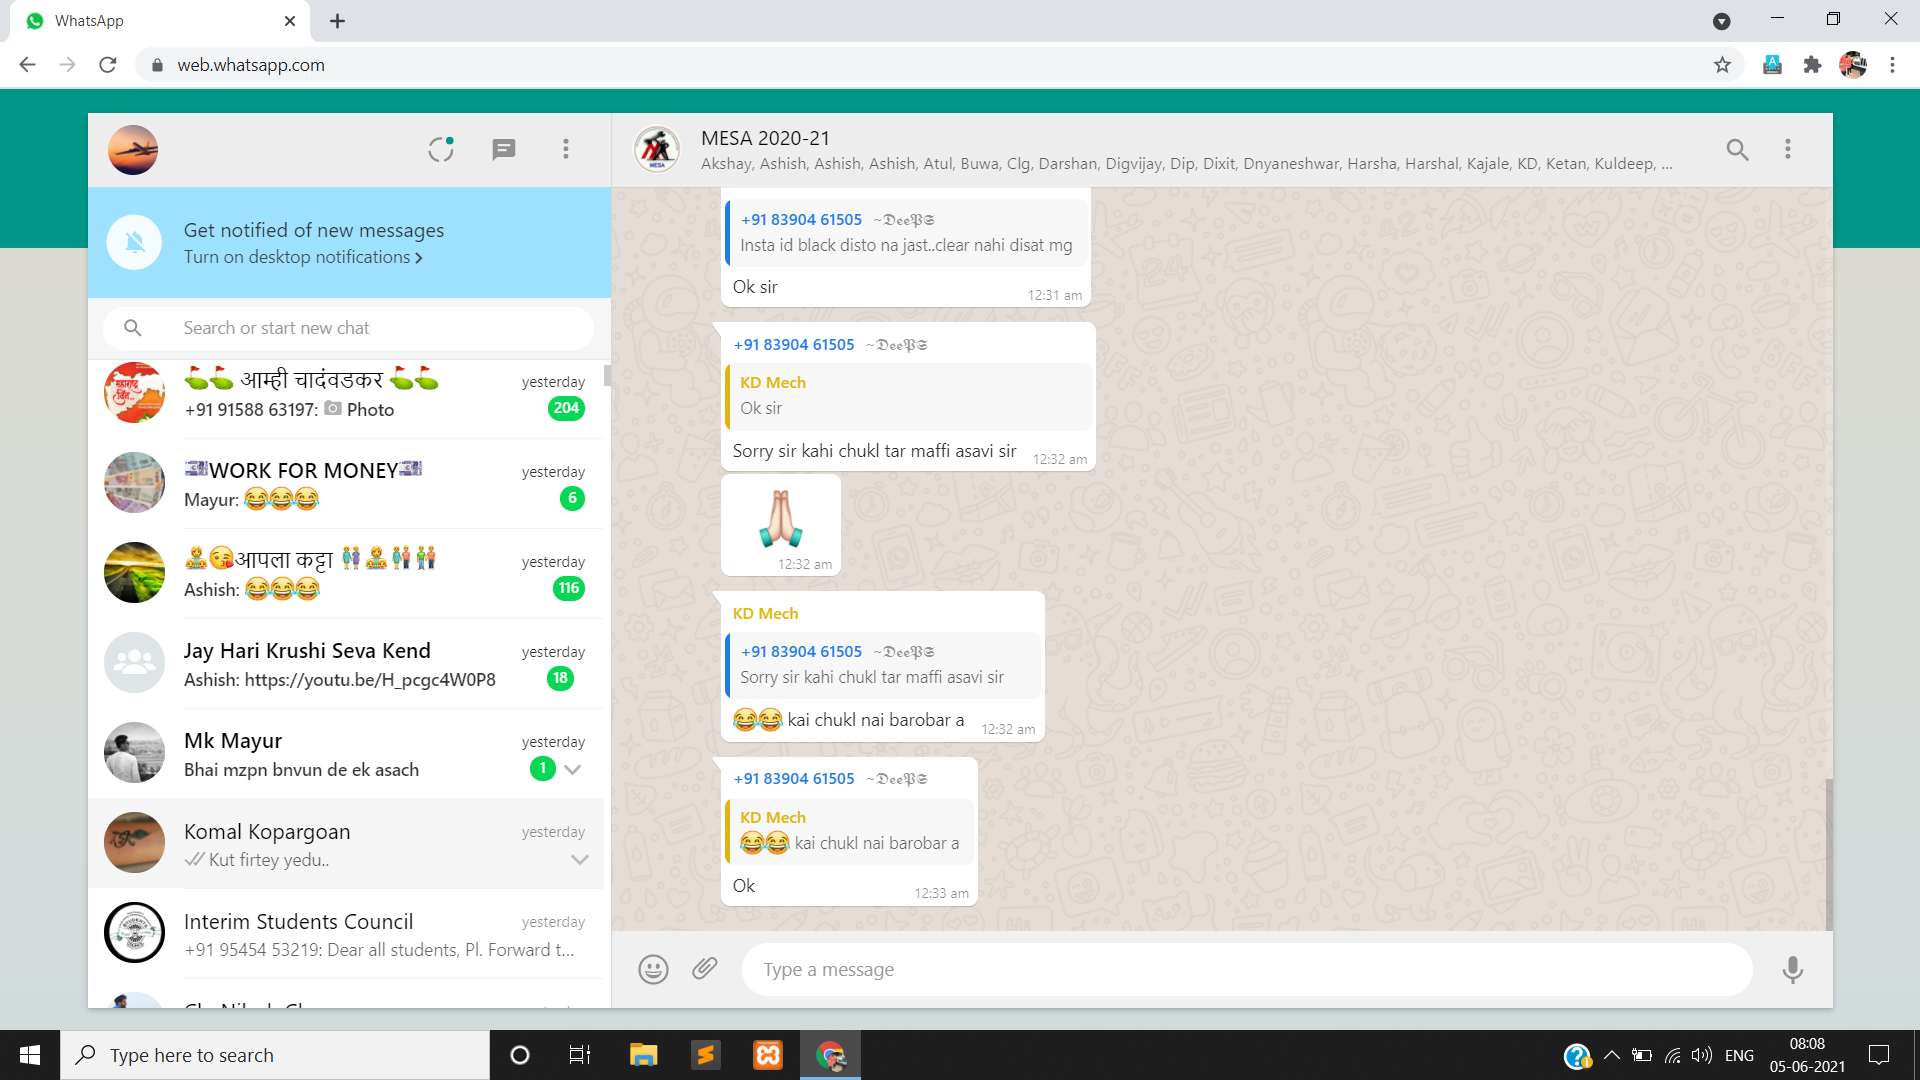 WhatsApp
web.whatsapp.com
MESA 2020-21
Akshay, Ashish, Ashish, Ashish, Atul, Buwa, Clg, Darshan, Digvijay, Dip, Dixit, Dnyaneshwar, Harsha, Harshal, Kajale, KD, Ketan, Kuldeep, ...
MESA
Get notified of new messages
Turn on desktop notifications
Search or start new chat
आम्ही चादंवडकर
yesterday
+91 91588 63197: Photo
204
WORK FOR MONEY
yesterday
Mayur: 😂😂😂
6
😘आपला कट्टा
yesterday
Ashish: 😂😂😂
116
Jay Hari Krushi Seva Kend
yesterday
Ashish: https://youtu.be/H_pcgc4W0P8
18
Mk Mayur
yesterday
Bhai mzpn bnvun de ek asach
1
Komal Kopargoan
yesterday
Kut firtey yedu..
Interim Students Council
yesterday
+91 95454 53219: Dear all students, Pl. Forward t...
+91 83904 61505 ~𝕯𝖊𝖊𝕻𝕾
Insta id black disto na jast..clear nahi disat mg
Ok sir
12:31 am
+91 83904 61505 ~𝕯𝖊𝖊𝕻𝕾
KD Mech
Ok sir
Sorry sir kahi chukl tar maffi asavi sir
12:32 am
🙏🏻
12:32 am
KD Mech
+91 83904 61505 ~𝕯𝖊𝖊𝕻𝕾
Sorry sir kahi chukl tar maffi asavi sir
😂😂 kai chukl nai barobar a
12:32 am
+91 83904 61505 ~𝕯𝖊𝖊𝕻𝕾
KD Mech
😂😂 kai chukl nai barobar a
Ok
12:33 am
Type a message
Type here to search
ENG
08:08
05-06-2021